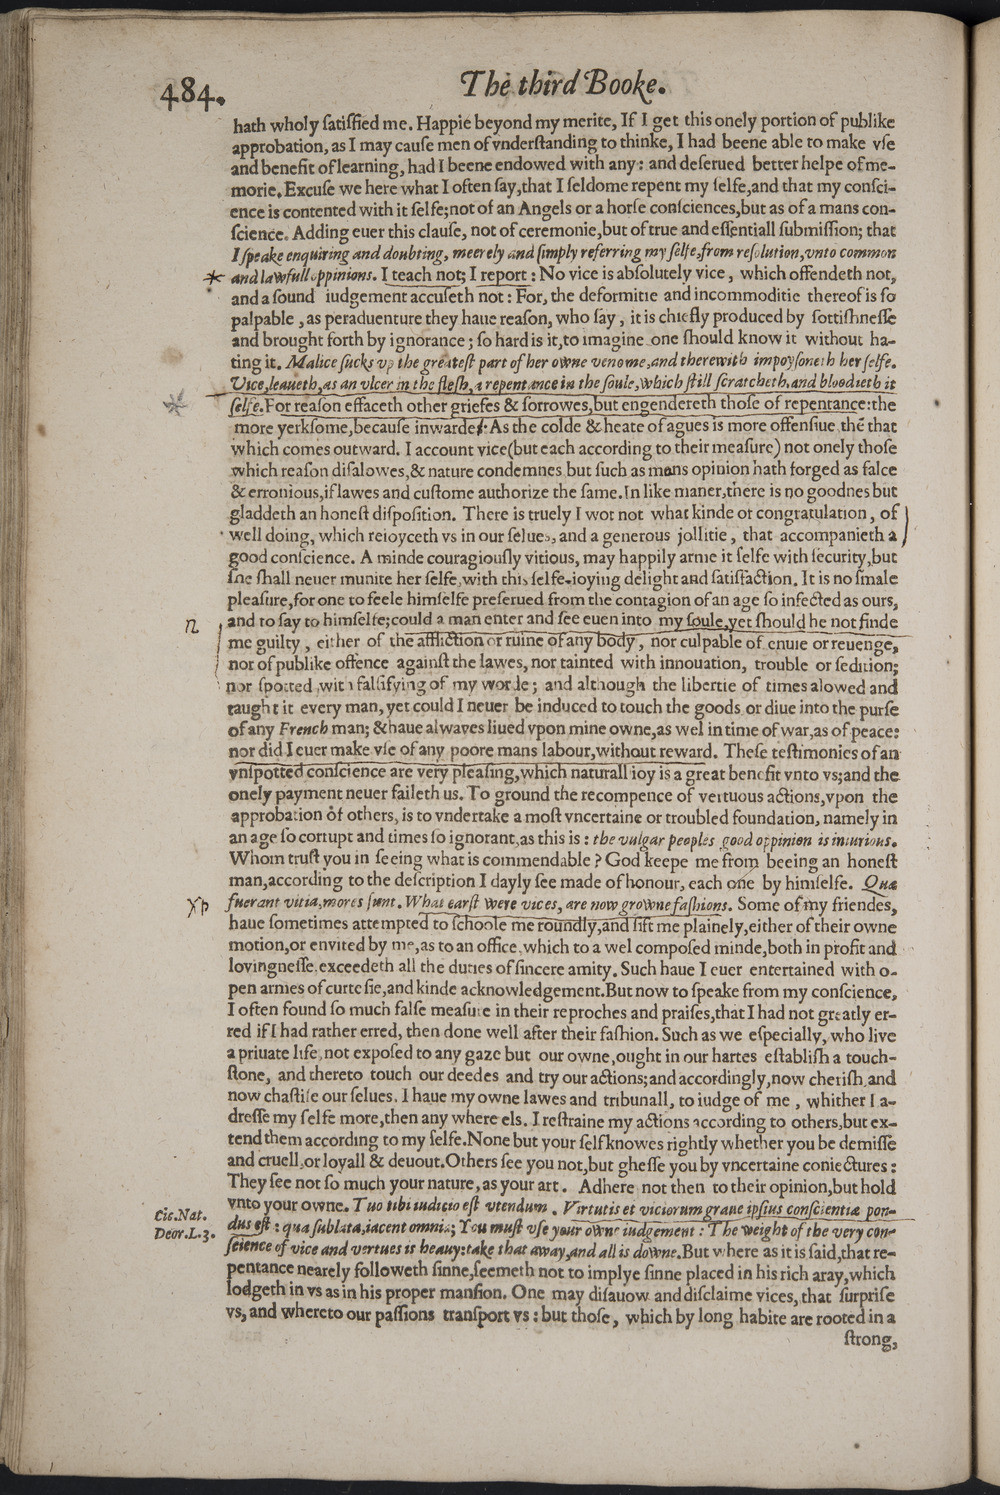 484.
The third Booke.
hath wholy ſatiſfied me. Happie beyond my merite, If I get this onely portion of publike
approbation, as I may cauſe men of vnderſtanding to thinke, I had beene able to make vſe
and benefit of learning, had I beene endowed with any: and deſerued better helpe of me-
morie. Excuſe we here what I often ſay, that I ſeldome repent my ſelfe, and that my conſci-
ence is contented with it ſelfe; not of an Angels or a horſe conſciences, but as of a mans con-
ſcience. Adding euer this clauſe, not of ceremonie, but of true and eſſentiall ſubmiſſion; that
I ſpeake enquiring and doubting, meerely and ſimply referring my ſelfe, from reſolution, vnto common
and lawfull oppinions. I teach not; I report: No vice is abſolutely vice, which offendeth not,
and a ſound iudgement accuſeth not: For, the deformitie and incommoditie thereof is ſo
palpable, as peraduenture they haue reaſon, who ſay, it is chiefly produced by ſottiſhneſſe
and brought forth by ignorance; ſo hard is it, to imagine one ſhould know it without ha-
ting it. Malice ſucks vp the greateſt part of her owne venome, and therewith impoyſoneth her ſelfe.
Vice, leaueth, as an vlcer in the fleſh, a repentance in the ſoule, which ſtill ſcratcheth, and bloodieth it
ſelfe. For reaſon effaceth other griefes & ſorrowes, but engendereth thoſe of repentance: the
more yerkſome, becauſe inwarde: As the colde & heate of agues is more offenſiue, thē that
which comes outward. I account vice (but each according to their meaſure) not onely thoſe
which reaſon diſalowes, & nature condemnes, but ſuch as mans opinion hath forged as falce
& erronious, if lawes and cuſtome authorize the ſame. In like maner, there is no goodnes but
gladdeth an honeſt diſpoſition. There is truely I wot not what kinde of congratulation, of
well doing, which reioyceth vs in our ſelues, and a generous jollitie, that accompanieth a
good conſcience. A minde couragiouſly vitious, may happily arme it ſelfe with ſecurity, but
ſhe ſhall neuer munite her ſelfe, with this ſelfe-ioying delight and ſatiſfaction. It is no ſmale
pleaſure, for one to feele himſelfe preſerued from the contagion of an age ſo infected as ours,
n
and to ſay to himſelfe; could a man enter and ſee euen into my ſoule, yet ſhould he not finde
me guilty, either of the affliction or ruine of any body, nor culpable of enuie or reuenge,
nor of publike offence againſt the lawes, nor tainted with innouation, trouble or ſedition;
nor ſpotted with falſifying of my worde; and although the libertie of times alowed and
taught it every man, yet could I neuer be induced to touch the goods or diue into the purſe
of any French man; & haue alwayes liued vpon mine owne, as wel in time of war, as of peace:
nor did I euer make vſe of any poore mans labour, without reward. Theſe teſtimonies of an
vnſpotted conſcience are very pleaſing, which naturall ioy is a great benefit vnto vs; and the
onely payment neuer faileth us. To ground the recompence of vertuous actions, vpon the
approbation of others, is to vndertake a moſt vncertaine or troubled foundation, namely in
an age ſo corrupt and times ſo ignorant, as this is: the vulgar peoples good oppinion is iniurious.
Whom truſt you in ſeeing what is commendable? God keepe me from beeing an honeſt
man, according to the deſcription I dayly ſee made of honour, each one by himſelfe. Quæ
fuerant vitia, mores ſunt. What earſt were vices, are now growne faſhions. Some of my friendes,
haue ſometimes attempted to ſchoole me roundly, and ſift me plainely, either of their owne
motion, or envited by me, as to an office, which to a wel compoſed minde, both in profit and
lovingneſſe, exceedeth all the duties of ſincere amity. Such haue I euer entertained with o-
pen armes of curteſie, and kinde acknowledgement. But now to ſpeake from my conſcience,
I often found ſo much falſe meaſure in their reproches and praiſes, that I had not greatly er-
red if I had rather erred, then done well after their faſhion. Such as we eſpecially, who live
a priuate life, not expoſed to any gaze but our owne, ought in our hartes eſtabliſh a touch-
ſtone, and thereto touch our deedes and try our actions; and accordingly, now cheriſh, and
now chaſtiſe our ſelues. I haue my owne lawes and tribunall, to iudge of me, whither I a-
dreſſe my ſelfe more, then any where els. I reſtraine my actions according to others, but ex-
tend them according to my ſelfe. None but your ſelf knowes rightly whether you be demiſſe
and cruell, or loyall & deuout. Others ſee you not, but gheſſe you by vncertaine coniectures:
They ſee not ſo much your nature, as your art. Adhere not then to their opinion, but hold
vnto your owne. Tuo tibi iudicio eſt vtendum. Virtutis et viciorum graue ipſius conſcientiæ pon-
Cic. Nat.
Deor. L. 3.
dus eſt: qua ſublata, iacent omnia; You muſt vſe your owne iudgement: The weight of the very con-
ſcience of vice and vertues is heauy: take that away, and all is downe. But where as it is ſaid, that re-
pentance nearely followeth ſinne, ſeemeth not to implye ſinne placed in his rich aray, which
lodgeth in vs as in his proper manſion. One may diſauow and diſclaime vices, that ſurpriſe
vs, and whereto our paſſions tranſport vs: but thoſe, which by long habite are rooted in a
ſtrong,